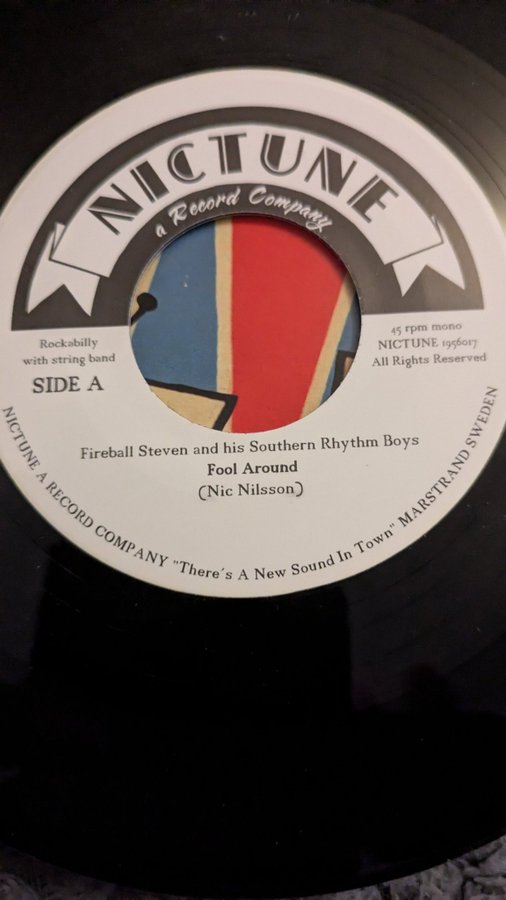 NICTUNE
a Record Company
Rockabilly
with string band
SIDE A
45 rpm mono
NICTUNE 1956017
All Rights Reserved
Fireball Steven and his Southern Rhythm Boys
Fool Around
(Nic Nilsson)
NICTUNE A RECORD COMPANY "There´s A New Sound In Town" MARSTRAND SWEDEN